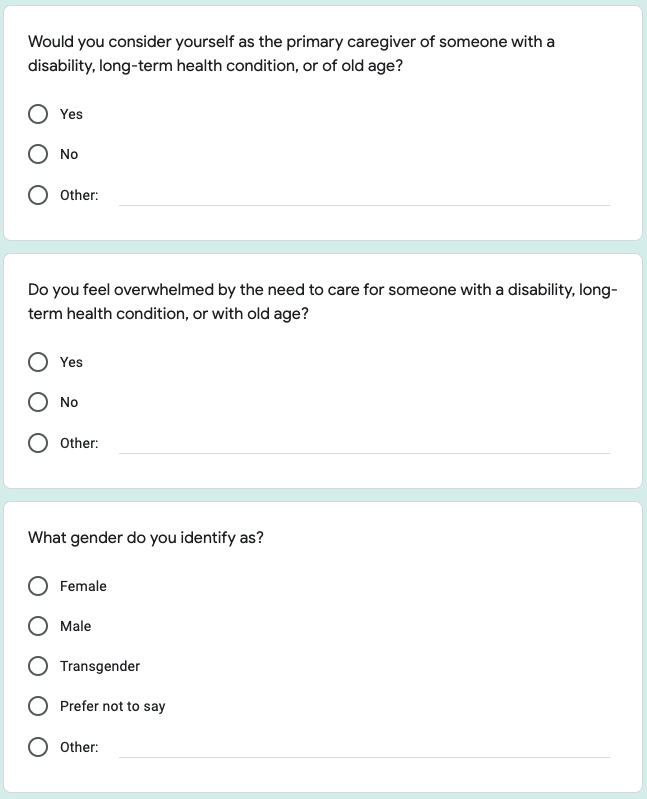 Would you consider yourself as the primary caregiver of someone with a
disability, long-term health condition, or of old age?
Yes
No
Other:
Do you feel overwhelmed by the need to care for someone with a disability, long-
term health condition, or with old age?
Yes
No
Other:
What gender do you identify as?
Female
Male
Transgender
Prefer not to say
Other: